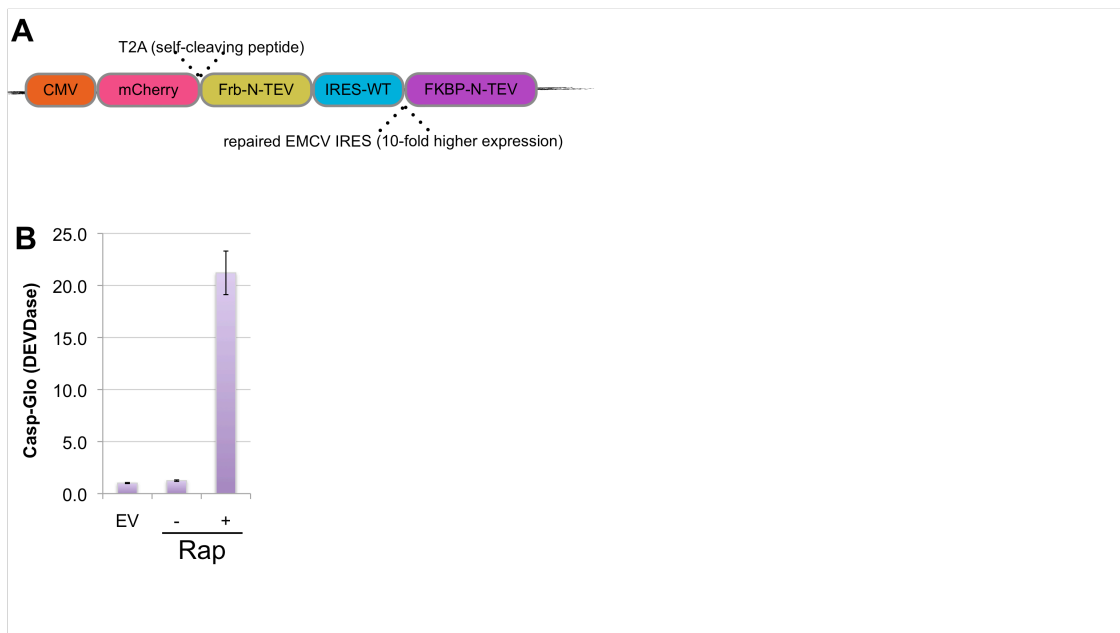 A
T2A (self-cleaving peptide)
CMV mCherry Frb-N-TEV IRES-WT FKBP-N-TEV
repaired EMCV IRES (10-fold higher expression)
B
Casp-Glo (DEVDase)
25.0
20.0
15.0
10.0
5.0
0.0
EV - +
Rap